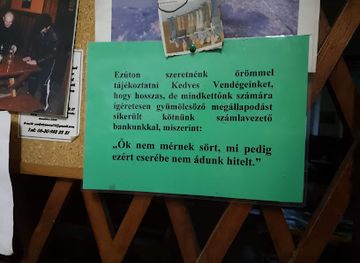 Ezúton szeretnénk örömmel
tájékoztatni Kedves Vendégeinket,
hogy hosszas, de mindkettőnk számára
ígéretesen gyümölcsöző megállapodást
sikerült kötnünk számlavezető
bankunkkal, miszerint:
„Ők nem mérnek sört, mi pedig
ezért cserébe nem ádunk hitelt."